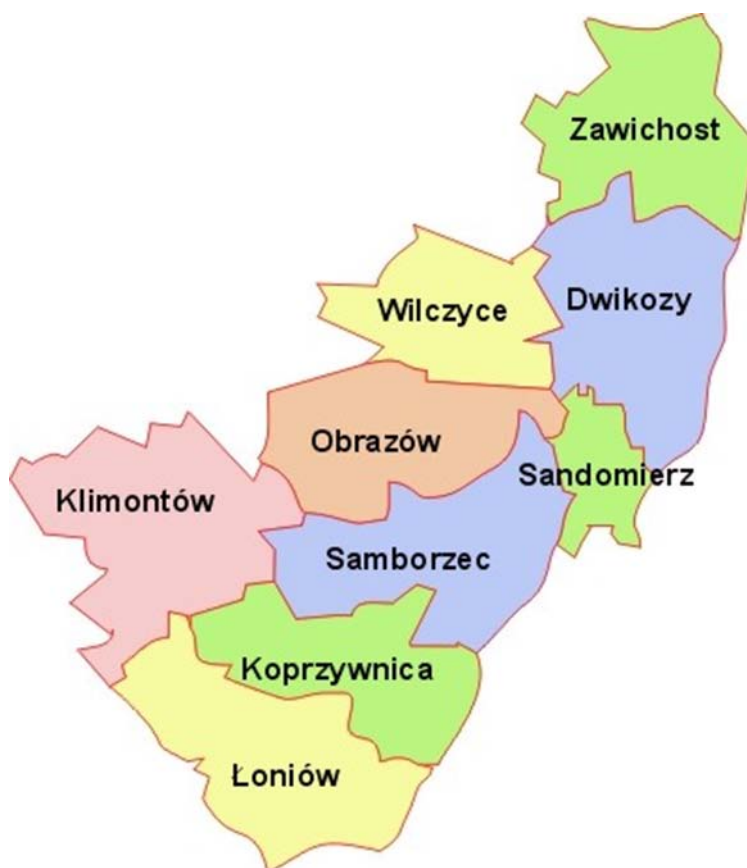 Zawichost
Dwikozy
Wilczyce
Obrazów
Sandomierz
Klimontów
Samborzec
Koprzywnica
Łoniów